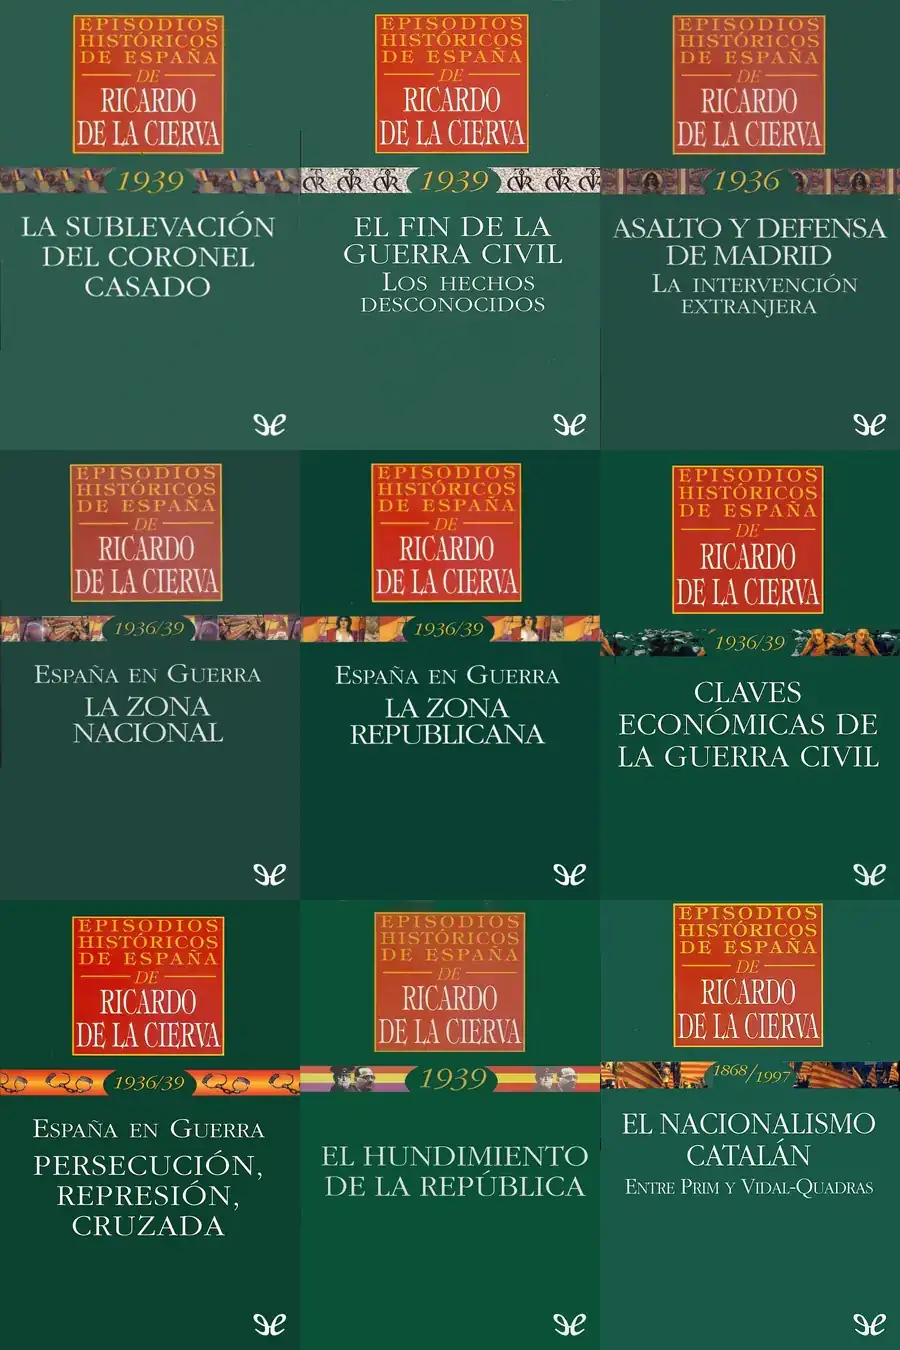 EPISODIOS
HISTÓRICOS
DE ESPAÑA
DE
RICARDO
DE LA CIERVA
1939
LA SUBLEVACIÓN
DEL CORONEL
CASADO
EPISODIOS
HISTÓRICOS
DE ESPAÑA
DE
RICARDO
DE LA CIERVA
1939
EL FIN DE LA
GUERRA CIVIL
LOS HECHOS
DESCONOCIDOS
EPISODIOS
HISTÓRICOS
DE ESPAÑA
DE
RICARDO
DE LA CIERVA
1936
ASALTO Y DEFENSA
DE MADRID
LA INTERVENCIÓN
EXTRANJERA
EPISODIOS
HISTÓRICOS
DE ESPAÑA
DE
RICARDO
DE LA CIERVA
1936/39
ESPAÑA EN GUERRA
LA ZONA
NACIONAL
EPISODIOS
HISTÓRICOS
DE ESPAÑA
DE
RICARDO
DE LA CIERVA
1936/39
ESPAÑA EN GUERRA
LA ZONA
REPUBLICANA
EPISODIOS
HISTÓRICOS
DE ESPAÑA
DE
RICARDO
DE LA CIERVA
1936/39
CLAVES
ECONÓMICAS DE
LA GUERRA CIVIL
EPISODIOS
HISTÓRICOS
DE ESPAÑA
DE
RICARDO
DE LA CIERVA
1936/39
ESPAÑA EN GUERRA
PERSECUCIÓN,
REPRESIÓN,
CRUZADA
EPISODIOS
HISTÓRICOS
DE ESPAÑA
DE
RICARDO
DE LA CIERVA
1939
EL HUNDIMIENTO
DE LA REPÚBLICA
EPISODIOS
HISTÓRICOS
DE ESPAÑA
DE
RICARDO
DE LA CIERVA
1868/1997
EL NACIONALISMO
CATALÁN
ENTRE PRIM Y VIDAL-QUADRAS